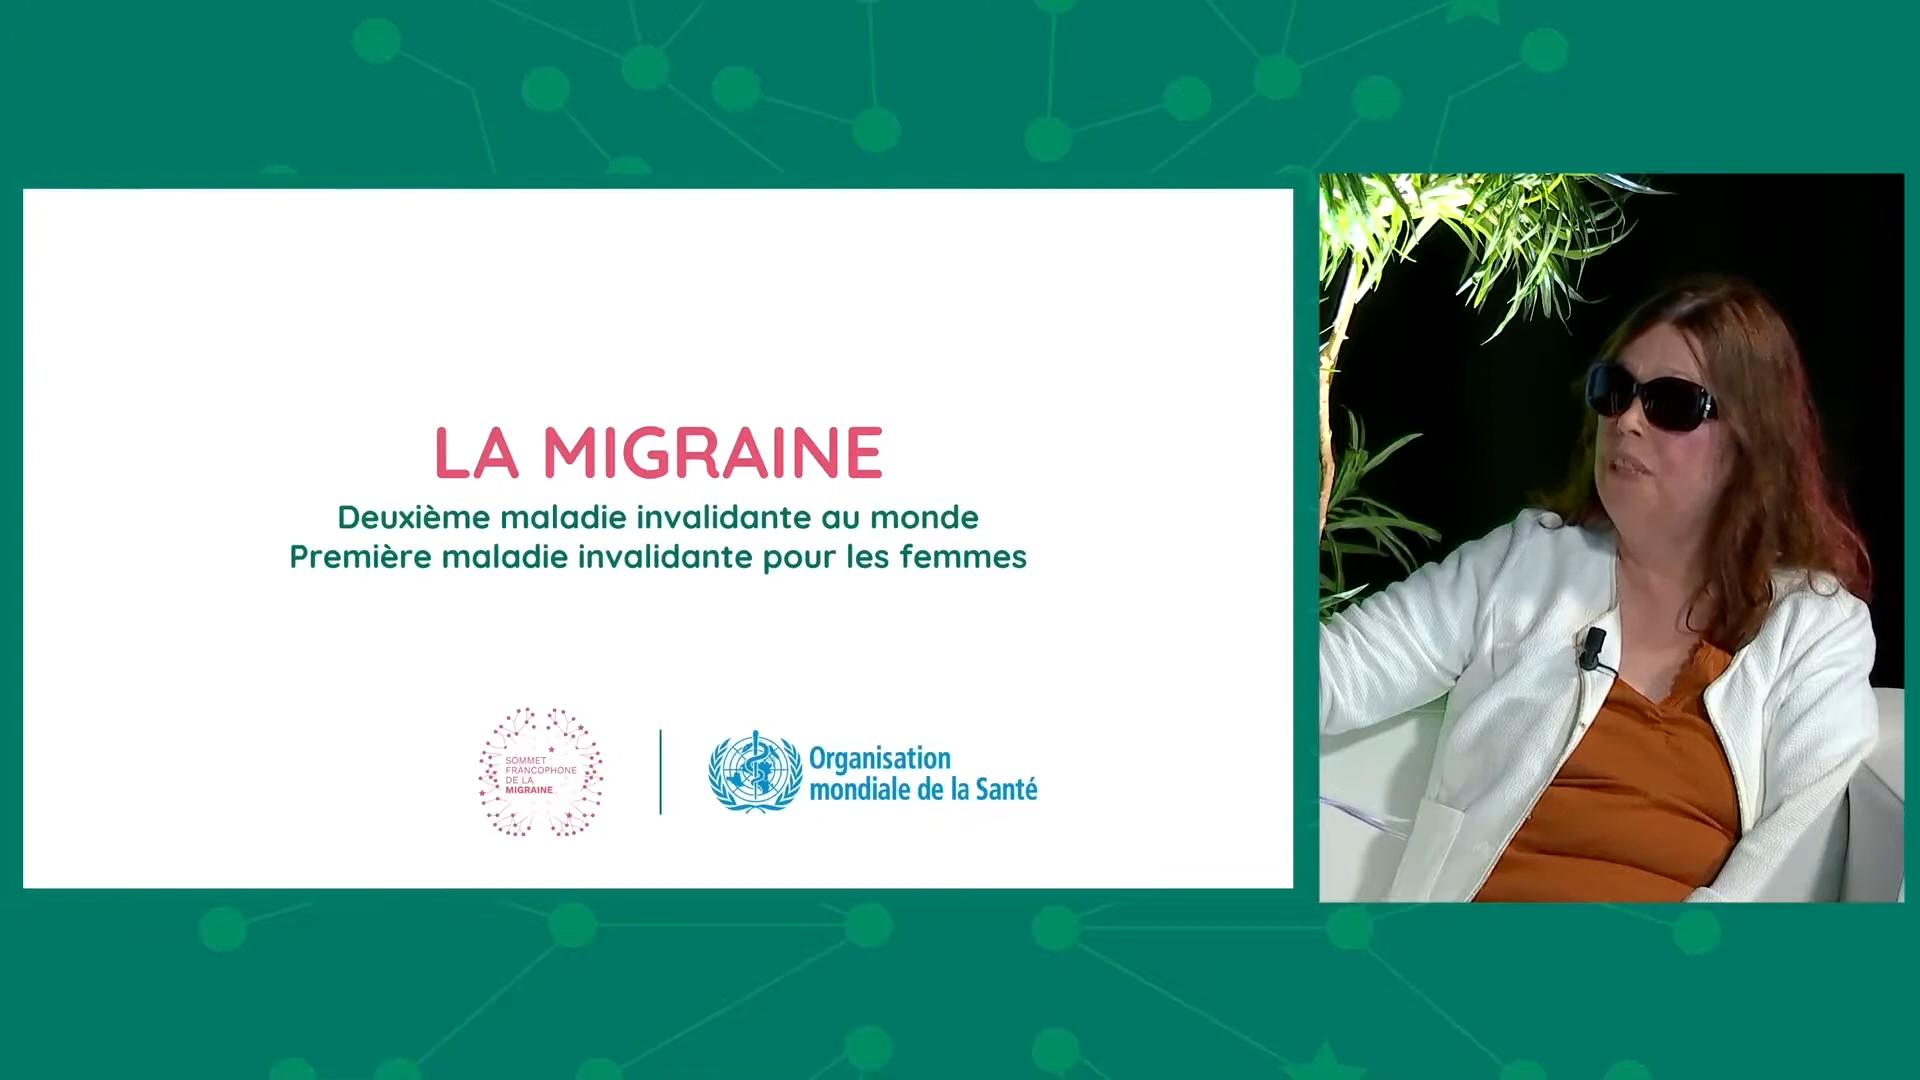 LA MIGRAINE
Deuxième maladie invalidante au monde
Première maladie invalidante pour les femmes
SOMMET
FRANCOPHONE
DE LA
MIGRAINE
Organisation
mondiale de la Santé